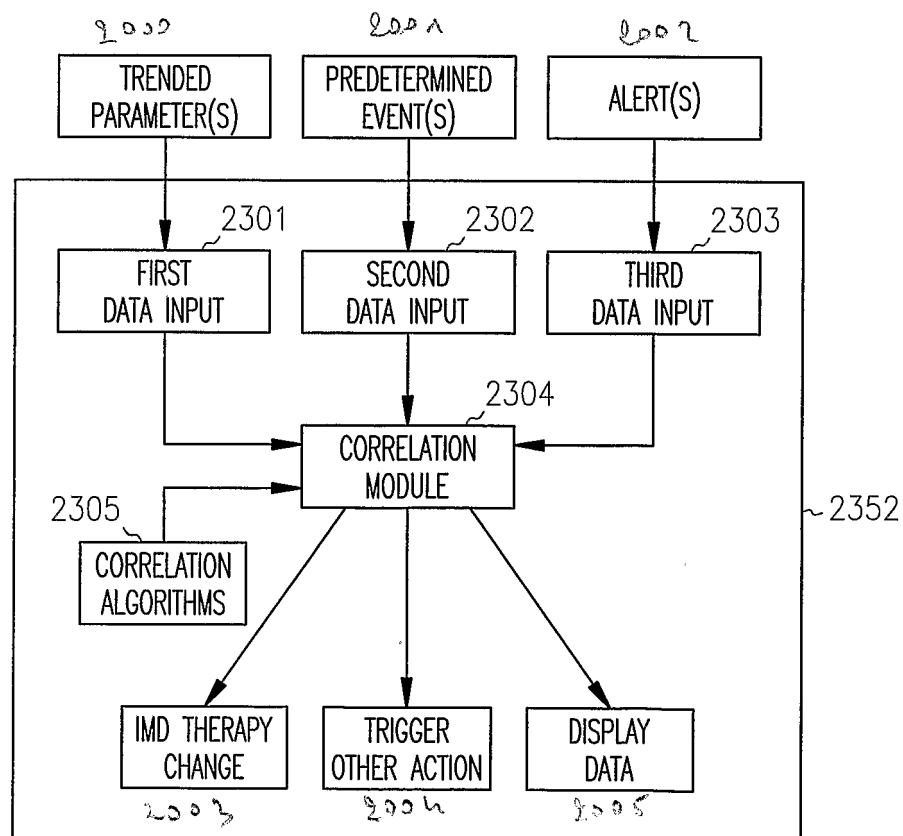 2000 2001 2002
TRENDED PARAMETER(S)
PREDETERMINED EVENT(S)
ALERT(S)
2301 2302 2303
FIRST DATA INPUT
SECOND DATA INPUT
THIRD DATA INPUT
2304
CORRELATION MODULE
2305
CORRELATION ALGORITHMS
2352
IMD THERAPY CHANGE
TRIGGER OTHER ACTION
DISPLAY DATA
2003 2004 2005